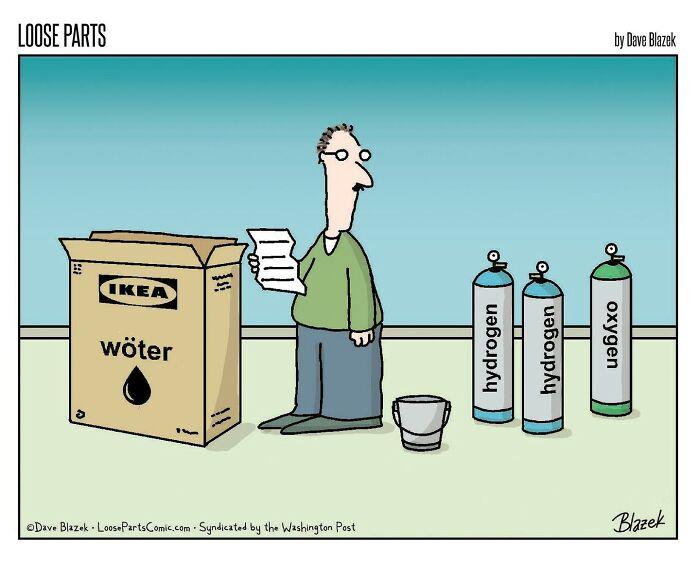 LOOSE PARTS
by Dave Blazek
IKEA
wöter
hydrogen
hydrogen
oxygen
©Dave Blazek • LoosePartsComic.com • Syndicated by the Washington Post
Blazek